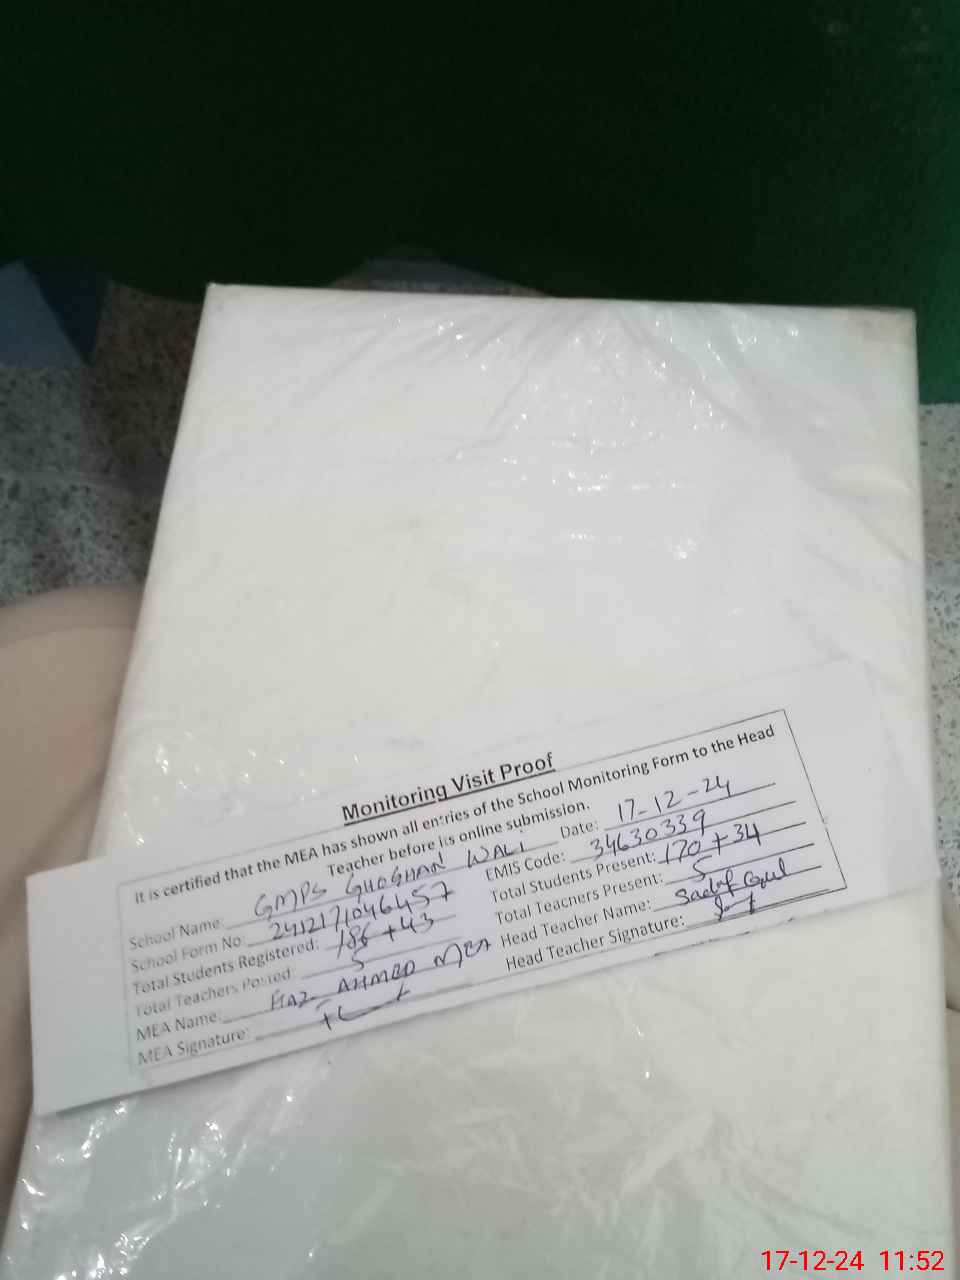 Monitoring Visit Proof
It is certified that the MEA has shown all entries of the School Monitoring Form to the Head
Teacher before its online submission.
School Name: GMPS GHOGHAN WALI Date: 17-12-24
School Form No: 2412171046457 EMIS Code: 34630339
Total Students Registered: 186 + 43 Total Students Present: 170 + 34
Total Teachers Posted: 5 Total Teachers Present: 5
MEA Name: AHMED MEA Head Teacher Name: Sadaf Gul
MEA Signature: Head Teacher Signature:
17-12-24 11:52